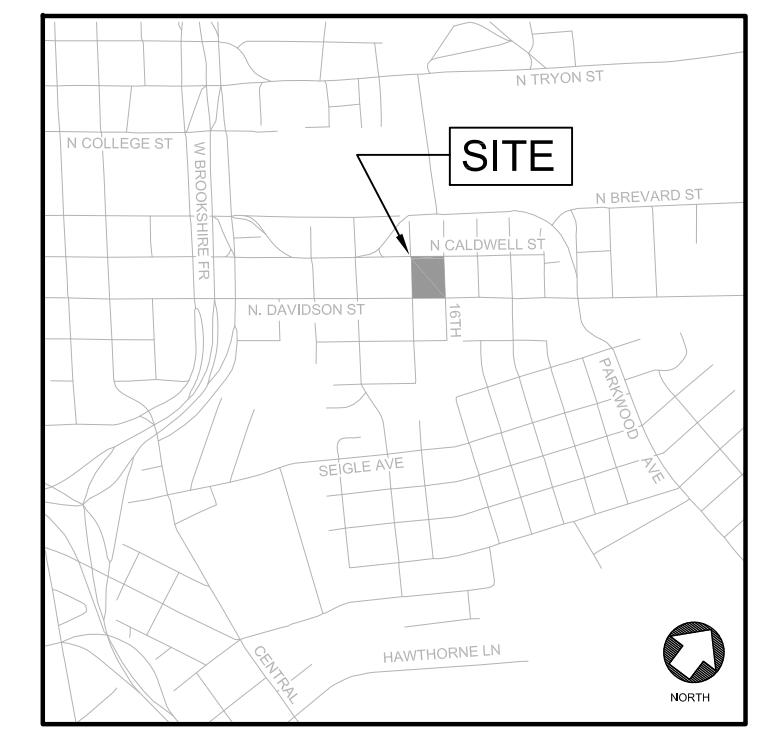 N TRYON ST
N COLLEGE ST
W BROOKSHIRE FR
SITE
N BREVARD ST
N CALDWELL ST
N. DAVIDSON ST
16TH
PARKWOOD AVE
SEIGLE AVE
CENTRAL
HAWTHORNE LN
NORTH